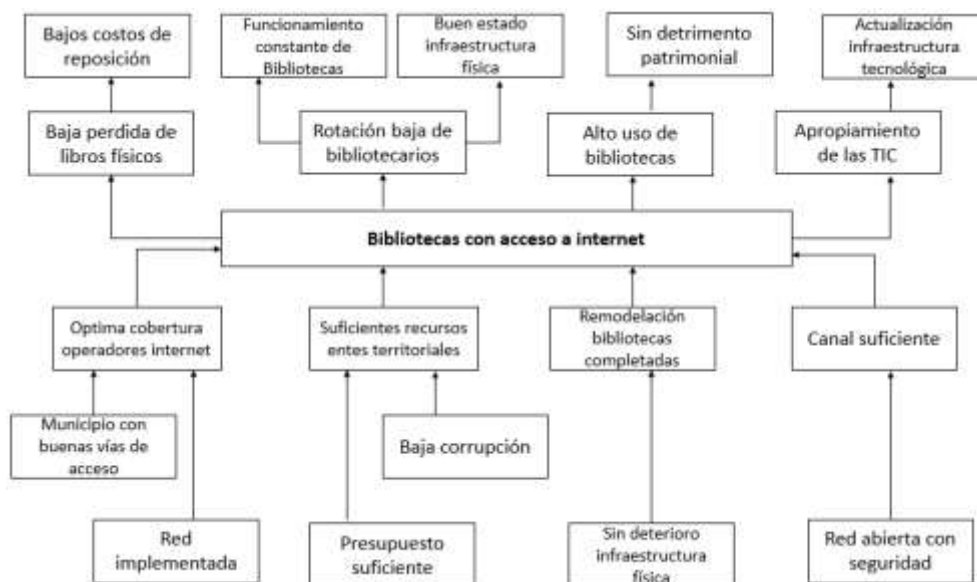 Bajos costos de
reposición
Funcionamiento
constante de
Bibliotecas
Buen estado
infraestructura
física
Sin detrimento
patrimonial
Actualización
infraestructura
tecnológica
Baja perdida de
libros físicos
Rotación baja de
bibliotecarios
Alto uso de
bibliotecas
Apropiamiento
de las TIC
Bibliotecas con acceso a internet
Optima cobertura
operadores internet
Suficientes recursos
entes territoriales
Remodelación
bibliotecas
completadas
Canal suficiente
Municipio con
buenas vías de
acceso
Baja corrupción
Red
implementada
Presupuesto
suficiente
Sin deterioro
infraestructura
física
Red abierta con
seguridad